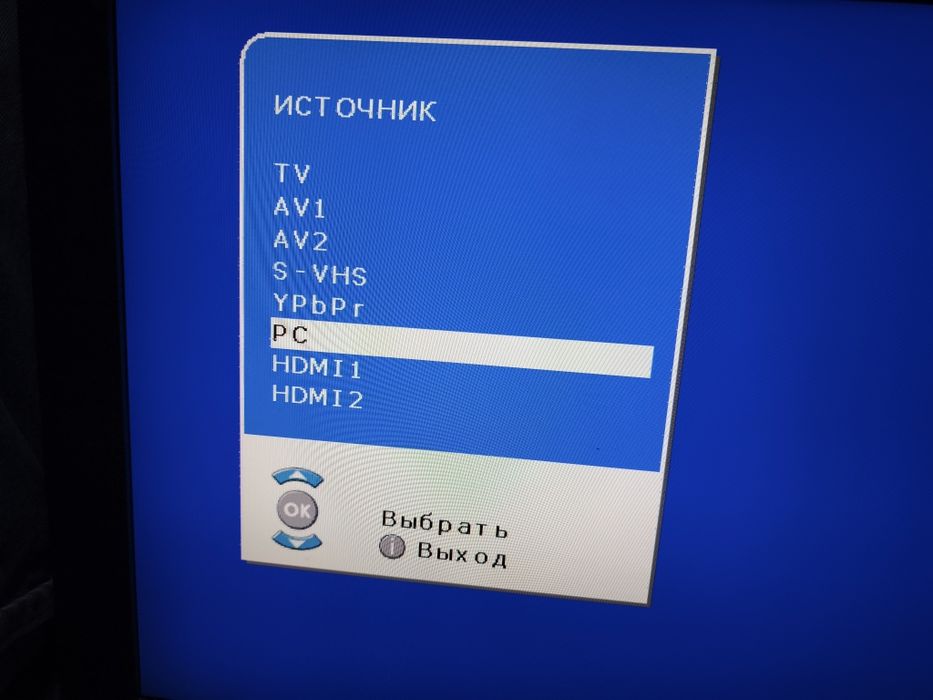 ИСТОЧНИК
TV
AV1
AV2
S-VHS
YPbPr
PC
HDMI1
HDMI2
OK
Выбрать
i Выход